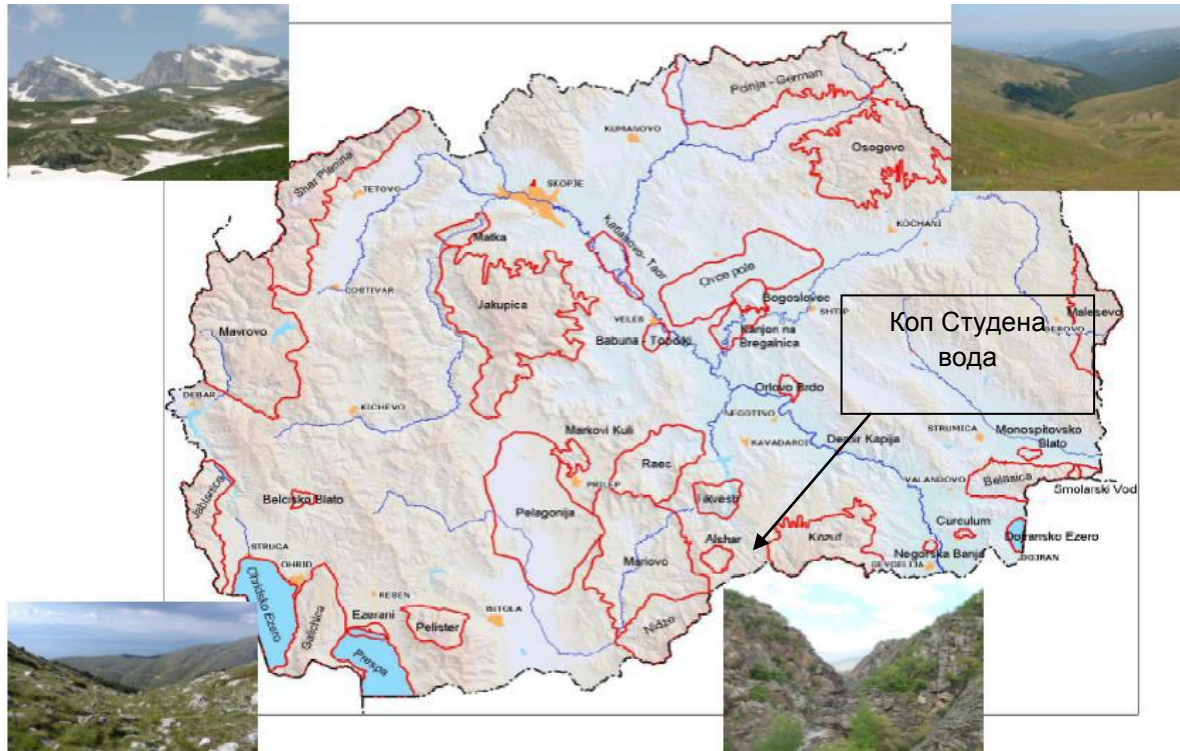 Pcinja - German
KUMANOVO
Osogovo
Shar Planina
TETOVO
SKOPJE
KOCHANI
Matka
Katlanovo - Taor
Ovce pole
GOSTIVAR
Jakupica
Bogoslovec
SHTIP
Malesevo
Mavrovo
VELES
Kanjon na
Bregalnica
Babuna - Topolki
Коп Студена
вода
DEBAR
KICHEVO
Orlovo Brdo
NEGOTINO
Markovi Kuli
KAVADARCI
Demir Kapija
STRUMICA
Monospitovsko
Blato
Raec
PRILEP
Belcisko Blato
Jablanica
Tikvesh
VALANDOVO
Belasica
Smolarski Vod
Pelagonija
STRUGA
Alshar
Kozuf
Curculum
Dojransko Ezero
OHRID
Mariovo
Negorska Banja
DOJRAN
GEVGELIJA
Ohridsko Ezero
Galichica
RESEN
Ezerani
Pelister
BITOLA
Nidze
Prespa